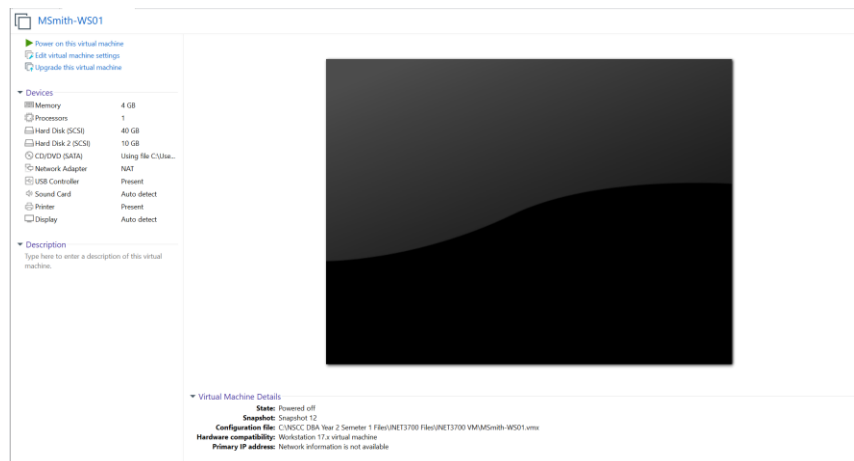 MSmith-WS01
Power on this virtual machine
Edit virtual machine settings
Upgrade this virtual machine
Devices
Memory 4 GB
Processors 1
Hard Disk (SCSI) 40 GB
Hard Disk 2 (SCSI) 10 GB
CD/DVD (SATA) Using file C:\Use...
Network Adapter NAT
USB Controller Present
Sound Card Auto detect
Printer Present
Display Auto detect
Description
Type here to enter a description of this virtual
machine.
Virtual Machine Details
State: Powered off
Snapshot: Snapshot 12
Configuration file: C:\NSCC DBA Year 2 Semeter 1 Files\INET3700 Files\INET3700 VM\MSmith-WS01.vmx
Hardware compatibility: Workstation 17.x virtual machine
Primary IP address: Network information is not available